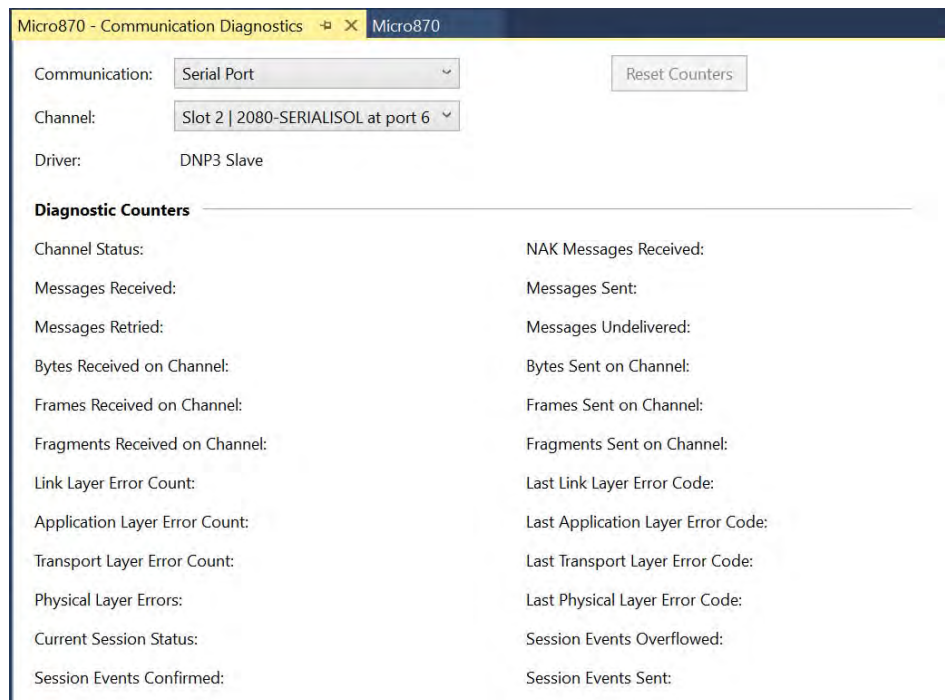 Micro870 - Communication Diagnostics Micro870
Communication: Serial Port Reset Counters
Channel: Slot 2 | 2080-SERIALISOL at port 6
Driver: DNP3 Slave
Diagnostic Counters
Channel Status: NAK Messages Received:
Messages Received: Messages Sent:
Messages Retried: Messages Undelivered:
Bytes Received on Channel: Bytes Sent on Channel:
Frames Received on Channel: Frames Sent on Channel:
Fragments Received on Channel: Fragments Sent on Channel:
Link Layer Error Count: Last Link Layer Error Code:
Application Layer Error Count: Last Application Layer Error Code:
Transport Layer Error Count: Last Transport Layer Error Code:
Physical Layer Errors: Last Physical Layer Error Code:
Current Session Status: Session Events Overflowed:
Session Events Confirmed: Session Events Sent: